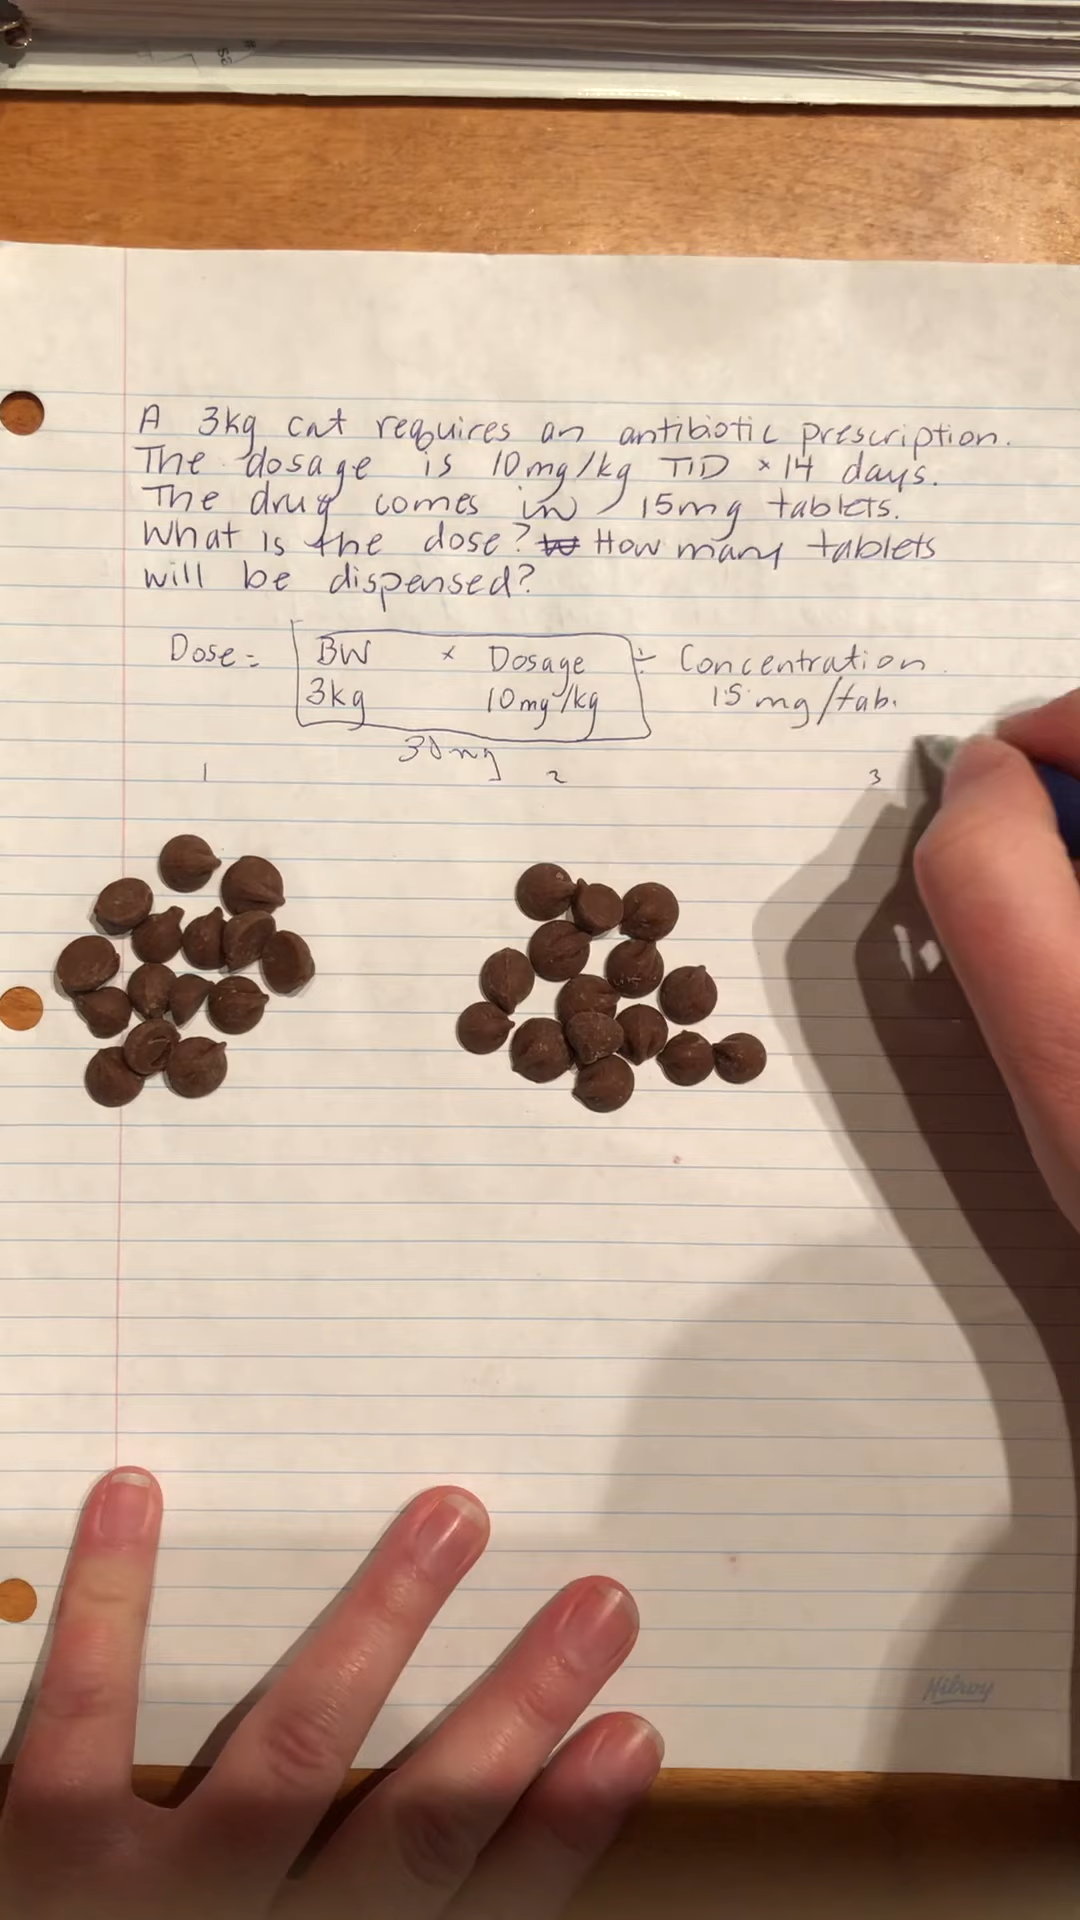 A 3kg cat requires an antibiotic prescription.
The dosage is 10mg/kg TID × 14 days.
The drug comes in 15mg tablets.
What is the dose? How many tablets
will be dispensed?
Dose = BW × Dosage ÷ Concentration
3kg 10mg/kg 15mg/tab.
30mg
1 2 3
Hilroy